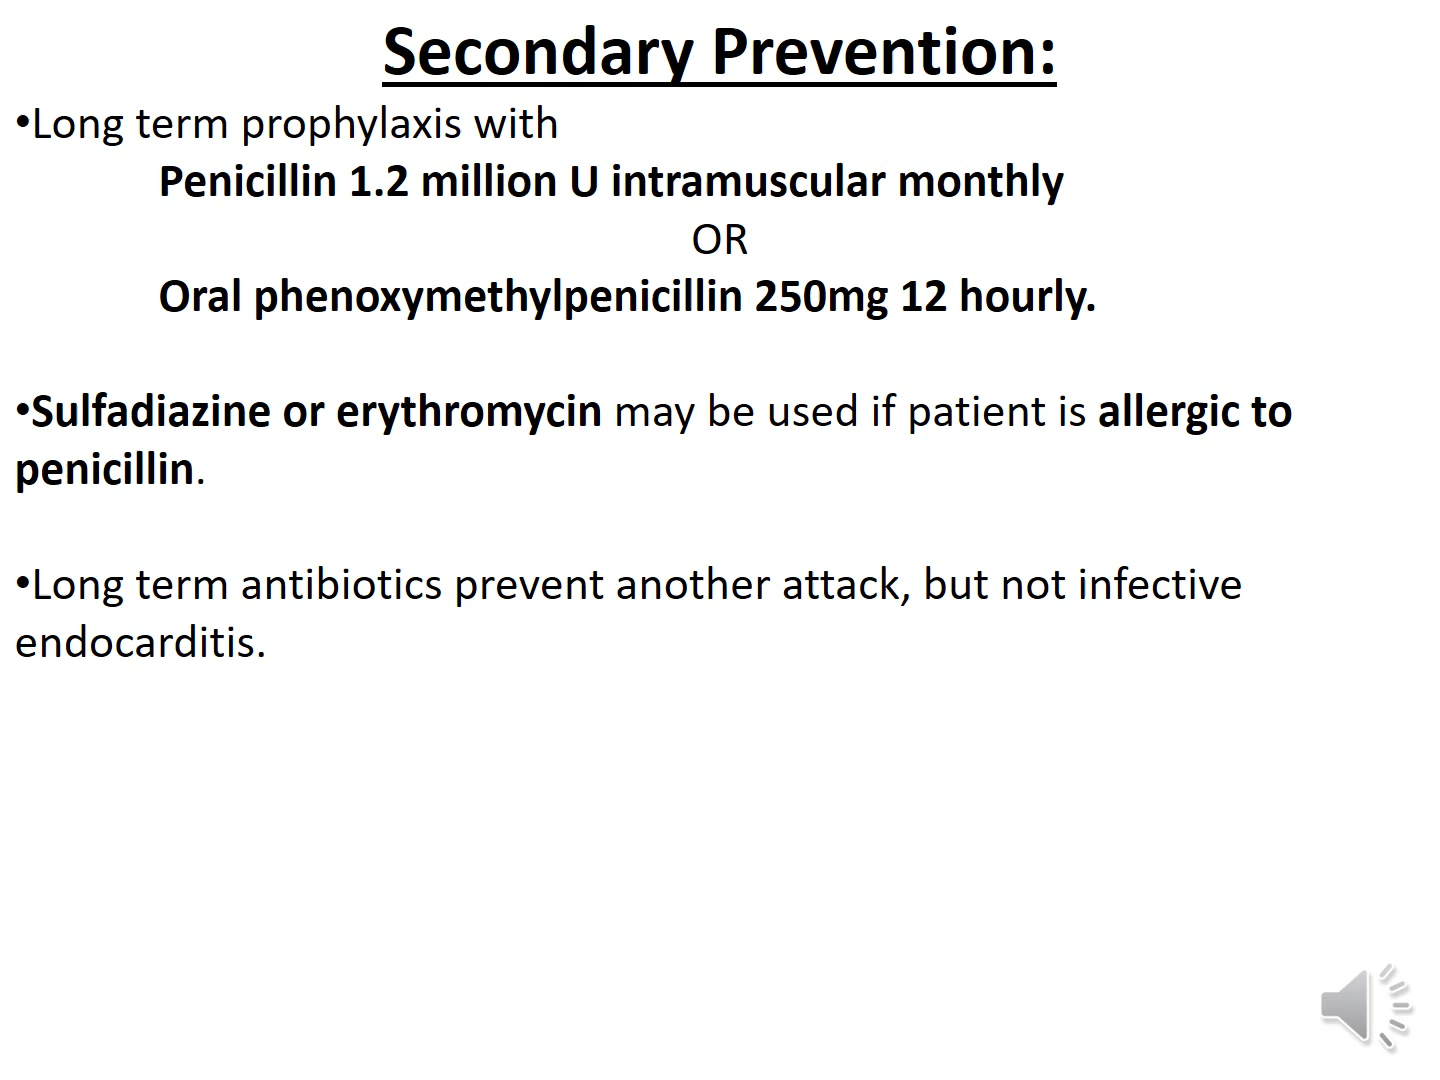 Secondary Prevention:
•Long term prophylaxis with
Penicillin 1.2 million U intramuscular monthly
OR
Oral phenoxymethylpenicillin 250mg 12 hourly.
•Sulfadiazine or erythromycin may be used if patient is allergic to
penicillin.
•Long term antibiotics prevent another attack, but not infective
endocarditis.